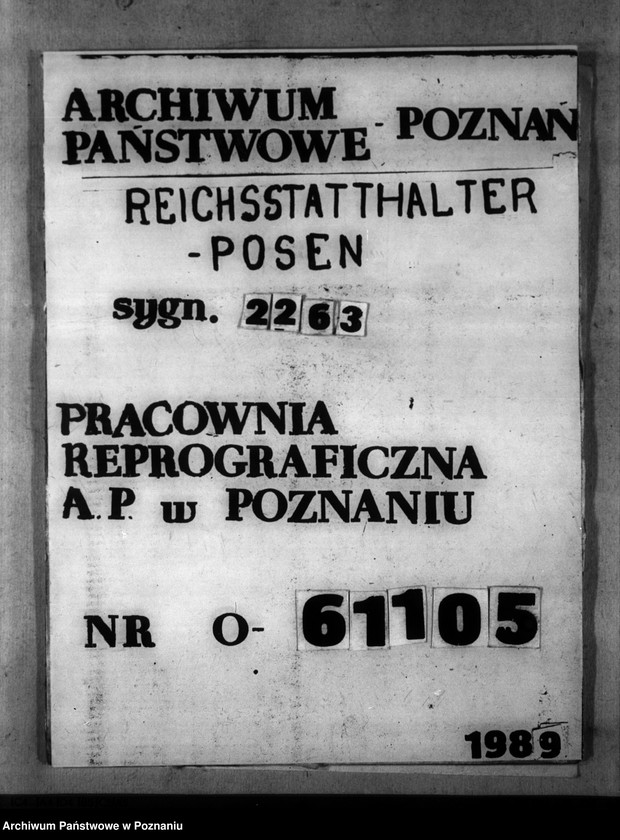 ARCHIWUM
PAŃSTWOWE - POZNAŃ
REICHSSTATTHALTER
-POSEN
sygn. 2263
PRACOWNIA
REPROGRAFICZNA
A.P. w POZNANIU
NR O- 61105
1989
Archiwum Państwowe w Poznaniu